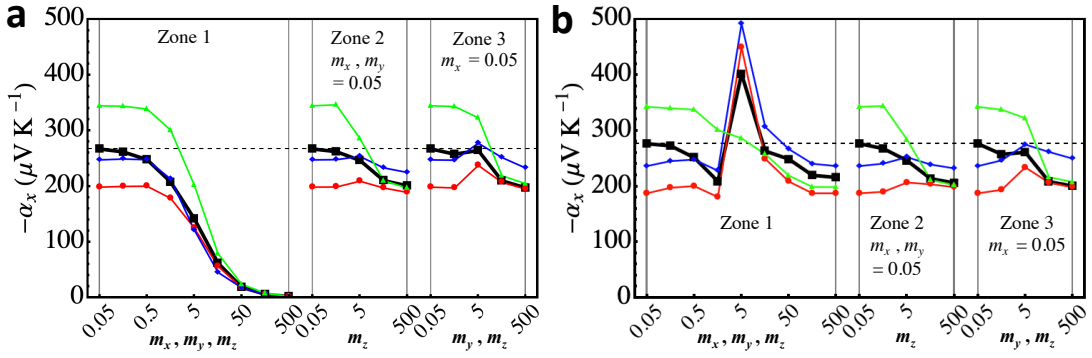 a
−αx (μV K−1)
500
400
300
200
100
0
Zone 1
Zone 2
mx , my
= 0.05
Zone 3
mx = 0.05
0.05
0.5
5
50
500
0.05
5
500
0.05
5
500
mx , my , mz
mz
my , mz
b
−αx (μV K−1)
500
400
300
200
100
0
Zone 1
Zone 2
mx , my
= 0.05
Zone 3
mx = 0.05
0.05
0.5
5
50
500
0.05
5
500
0.05
5
500
mx , my , mz
mz
my , mz